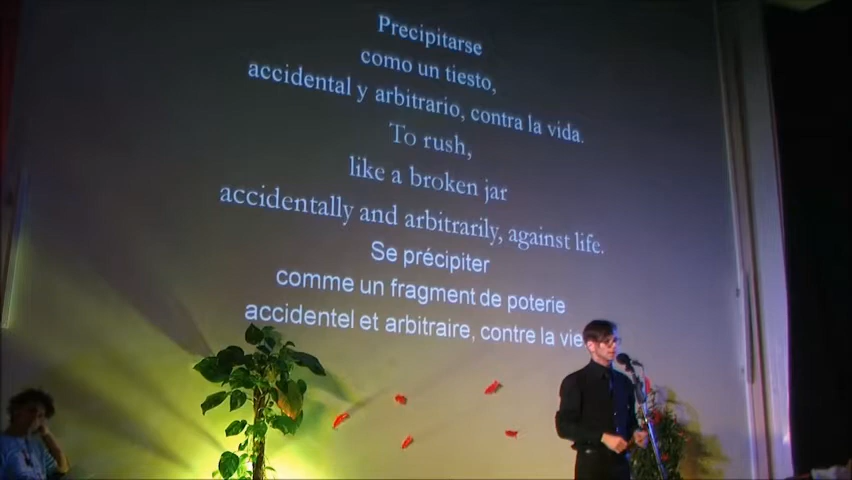 Precipitarse
como un tiesto,
accidental y arbitrario, contra la vida.
To rush,
like a broken jar
accidentally and arbitrarily, against life.
Se précipiter
comme un fragment de poterie
accidentel et arbitraire, contre la vie.